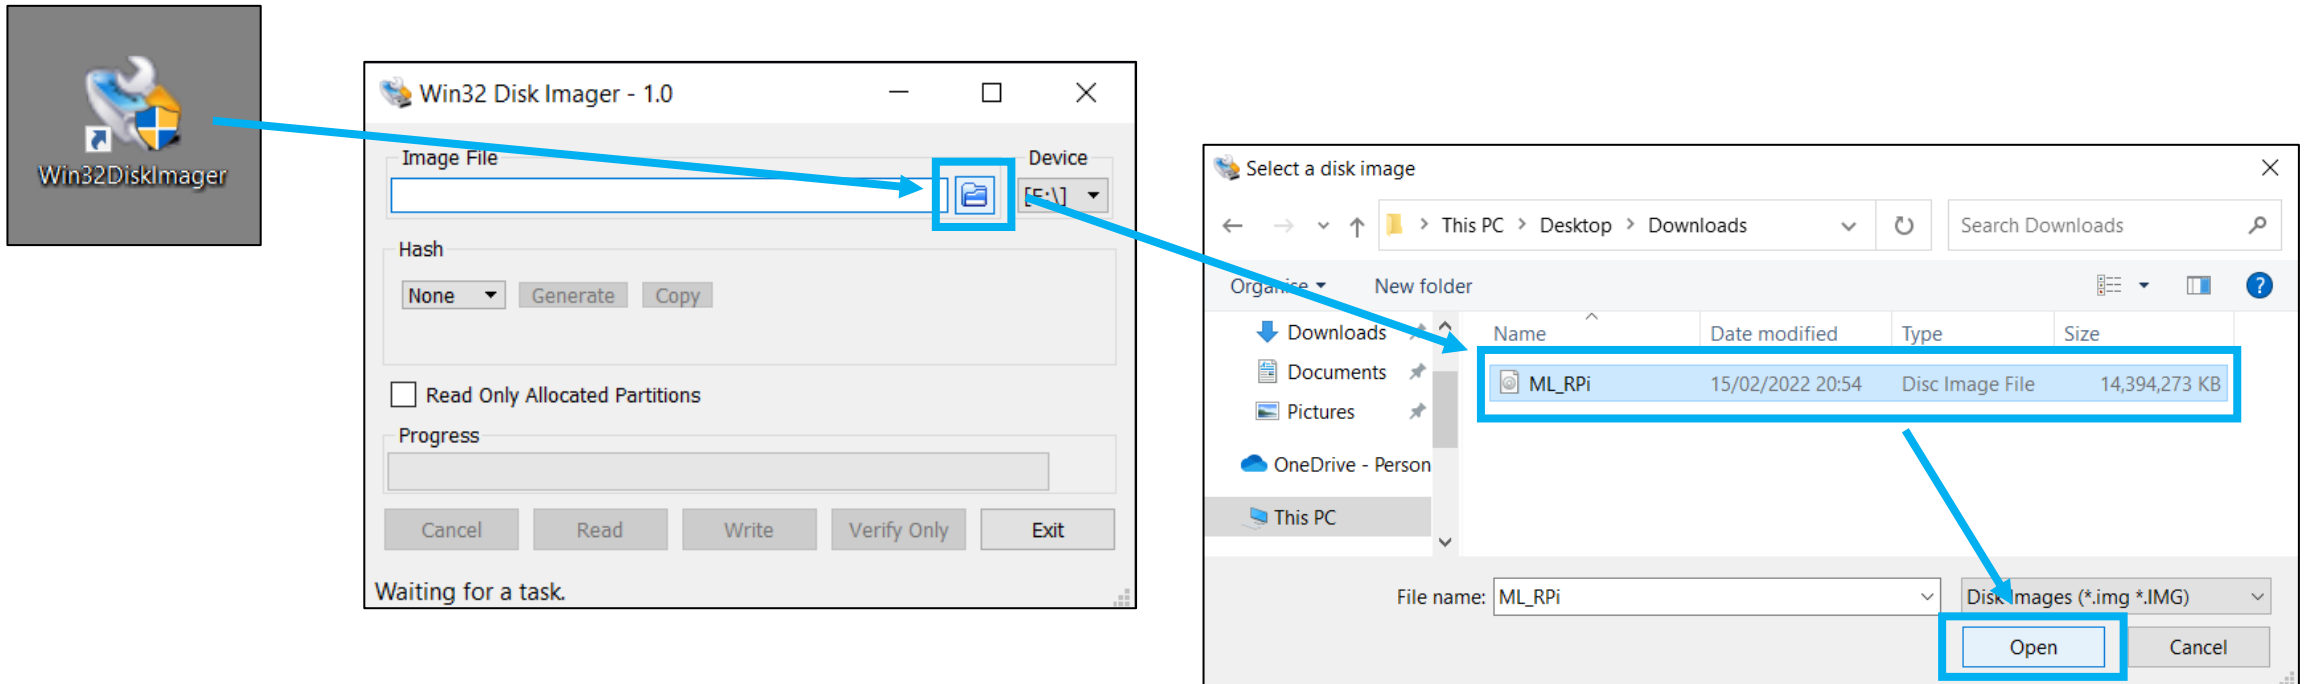 Win32DiskImager
Win32 Disk Imager - 1.0
Image File
Device
[E:\]
Hash
None
Generate
Copy
Read Only Allocated Partitions
Progress
Cancel
Read
Write
Verify Only
Exit
Waiting for a task.
Select a disk image
This PC > Desktop > Downloads
Search Downloads
Organise
New folder
Downloads
Documents
Pictures
OneDrive - Person
This PC
Name
Date modified
Type
Size
ML_RPi
15/02/2022 20:54
Disc Image File
14,394,273 KB
File name:
ML_RPi
Disk Images (*.img *.IMG)
Open
Cancel